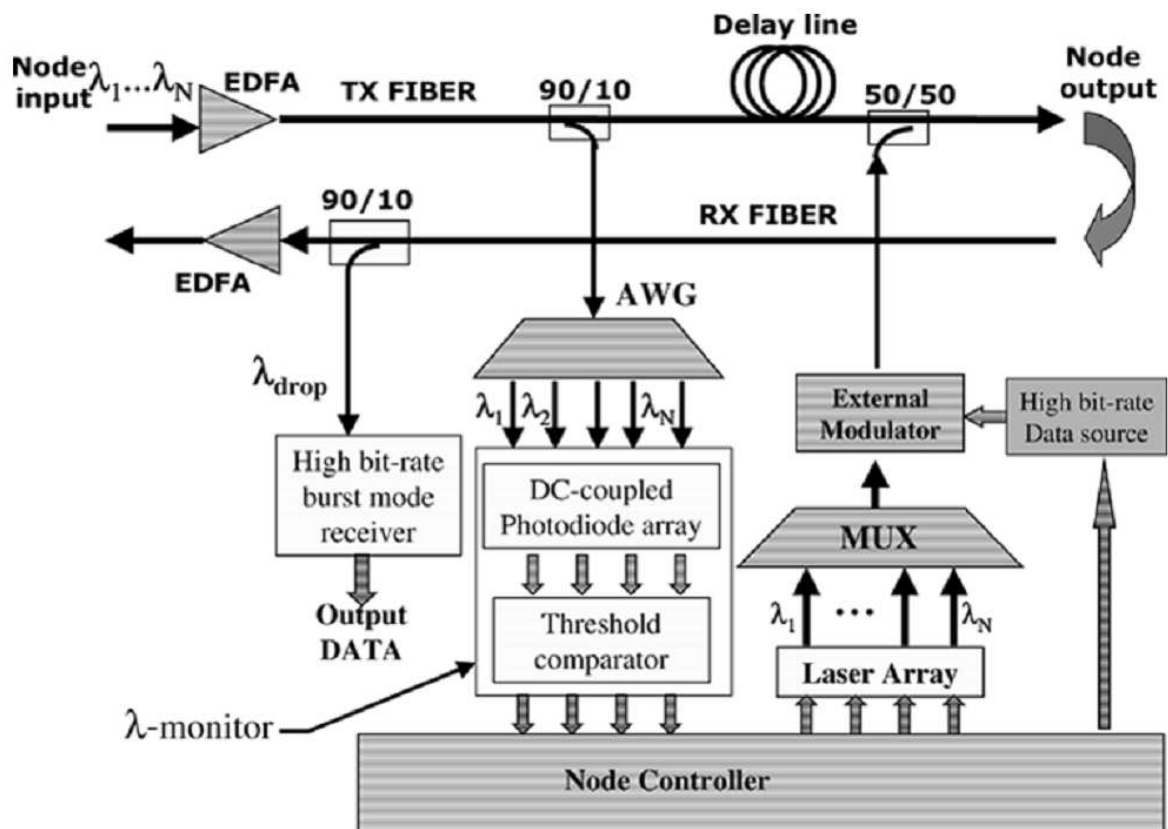 Node
input
λ1...λN
EDFA
TX FIBER
90/10
Delay line
50/50
Node
output
90/10
RX FIBER
EDFA
AWG
λdrop
λ1
λ2
λN
High bit-rate
burst mode
receiver
Output
DATA
DC-coupled
Photodiode array
Threshold
comparator
λ-monitor
External
Modulator
High bit-rate
Data source
MUX
λ1
...
λN
Laser Array
Node Controller